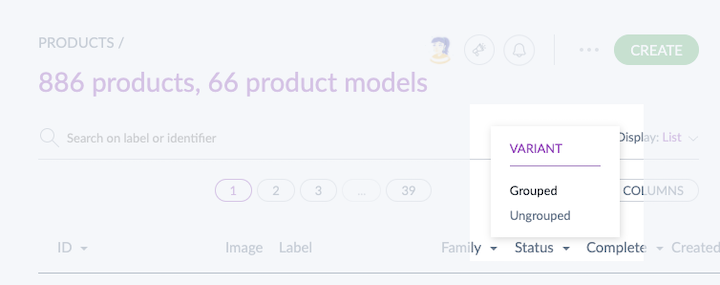 PRODUCTS /
CREATE
886 products, 66 product models
Search on label or identifier
Display: List
VARIANT
Grouped
Ungrouped
1 2 3 ... 39
COLUMNS
ID Image Label Family Status Complete Created